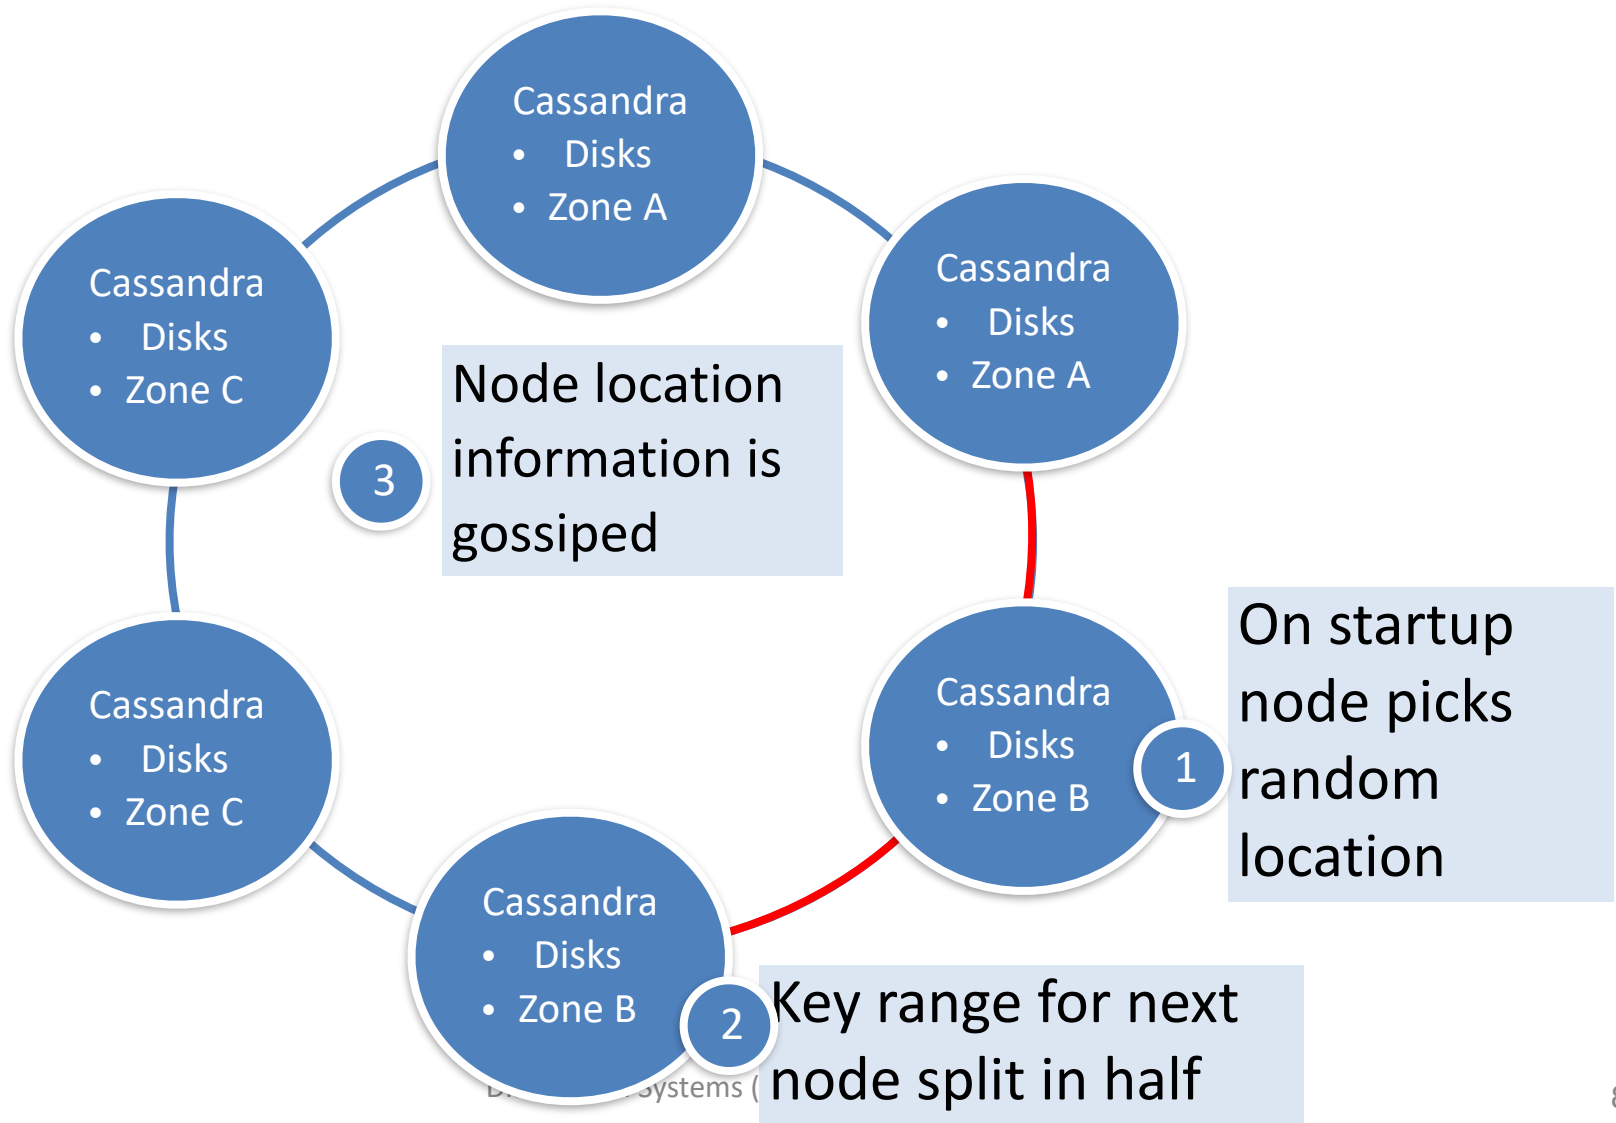 Cassandra
• Disks
• Zone A
Cassandra
• Disks
• Zone A
Cassandra
• Disks
• Zone C
Node location
information is
gossiped
3
On startup
node picks
random
location
1
Cassandra
• Disks
• Zone B
Cassandra
• Disks
• Zone C
Cassandra
• Disks
• Zone B
2
Key range for next
node split in half
Systems (
8